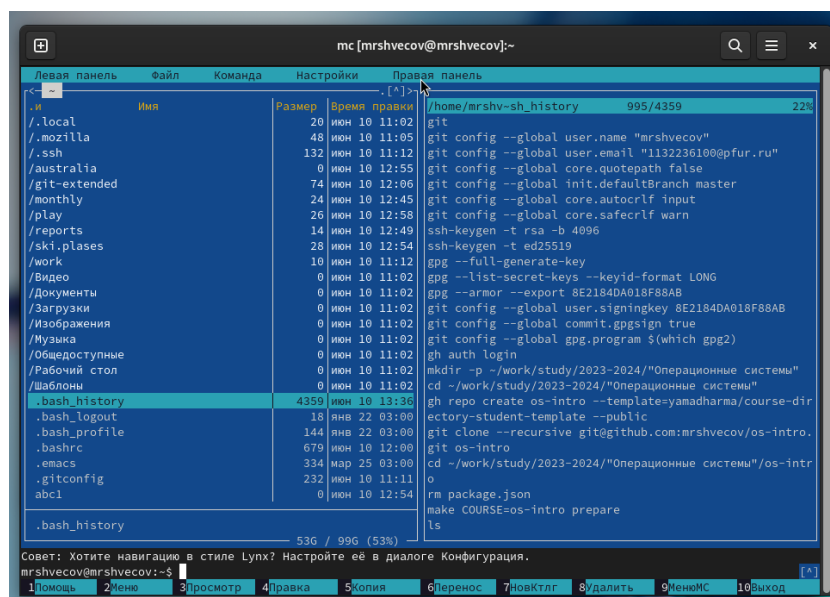 mc [mrshvecov@mrshvecov]:~
Левая панель Файл Команда Настройки Правая панель
<— ~ .[^]>
.и Имя Размер Время правки
/.local 20 июн 10 11:02
/.mozilla 48 июн 10 11:05
/.ssh 132 июн 10 11:12
/australia 0 июн 10 12:55
/git-extended 74 июн 10 12:06
/monthly 24 июн 10 12:45
/play 26 июн 10 12:58
/reports 14 июн 10 12:49
/ski.plases 28 июн 10 12:54
/work 10 июн 10 11:12
/Видео 0 июн 10 11:02
/Документы 0 июн 10 11:02
/Загрузки 0 июн 10 11:02
/Изображения 0 июн 10 11:02
/Музыка 0 июн 10 11:02
/Общедоступные 0 июн 10 11:02
/Рабочий стол 0 июн 10 11:02
/Шаблоны 0 июн 10 11:02
.bash_history 4359 июн 10 13:36
.bash_logout 18 янв 22 03:00
.bash_profile 144 янв 22 03:00
.bashrc 679 июн 10 12:00
.emacs 334 мар 25 03:00
.gitconfig 232 июн 10 11:11
abc1 0 июн 10 12:54
.bash_history
53G / 99G (53%)
/home/mrshv~sh_history 995/4359 22%
git
git config --global user.name "mrshvecov"
git config --global user.email "1132236100@pfur.ru"
git config --global core.quotepath false
git config --global init.defaultBranch master
git config --global core.autocrlf input
git config --global core.safecrlf warn
ssh-keygen -t rsa -b 4096
ssh-keygen -t ed25519
gpg --full-generate-key
gpg --list-secret-keys --keyid-format LONG
gpg --armor --export 8E2184DA018F88AB
git config --global user.signingkey 8E2184DA018F88AB
git config --global commit.gpgsign true
git config --global gpg.program $(which gpg2)
gh auth login
mkdir -p ~/work/study/2023-2024/"Операционные системы"
cd ~/work/study/2023-2024/"Операционные системы"
gh repo create os-intro --template=yamadharma/course-dir
ectory-student-template --public
git clone --recursive git@github.com:mrshvecov/os-intro.
git os-intro
cd ~/work/study/2023-2024/"Операционные системы"/os-intr
o
rm package.json
make COURSE=os-intro prepare
ls
Совет: Хотите навигацию в стиле Lynx? Настройте её в диалоге Конфигурация.
mrshvecov@mrshvecov:~$ [^]
1Помощь 2Меню 3Просмотр 4Правка 5Копия 6Перенос 7НовКтлг 8Удалить 9МенюМС 10Выход